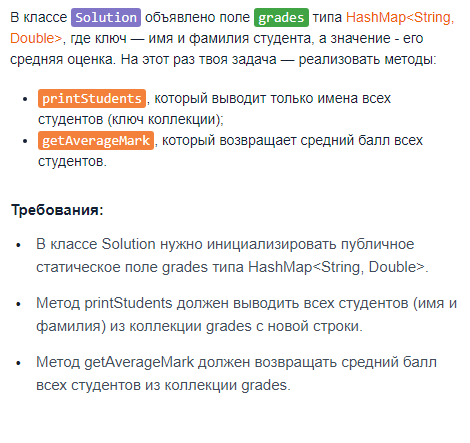 В классе Solution объявлено поле grades типа HashMap<String,
Double>, где ключ — имя и фамилия студента, а значение - его
средняя оценка. На этот раз твоя задача — реализовать методы:
• printStudents, который выводит только имена всех
студентов (ключ коллекции);
• getAverageMark, который возвращает средний балл всех
студентов.
Требования:
• В классе Solution нужно инициализировать публичное
статическое поле grades типа HashMap<String, Double>.
• Метод printStudents должен выводить всех студентов (имя и
фамилия) из коллекции grades с новой строки.
• Метод getAverageMark должен возвращать средний балл
всех студентов из коллекции grades.